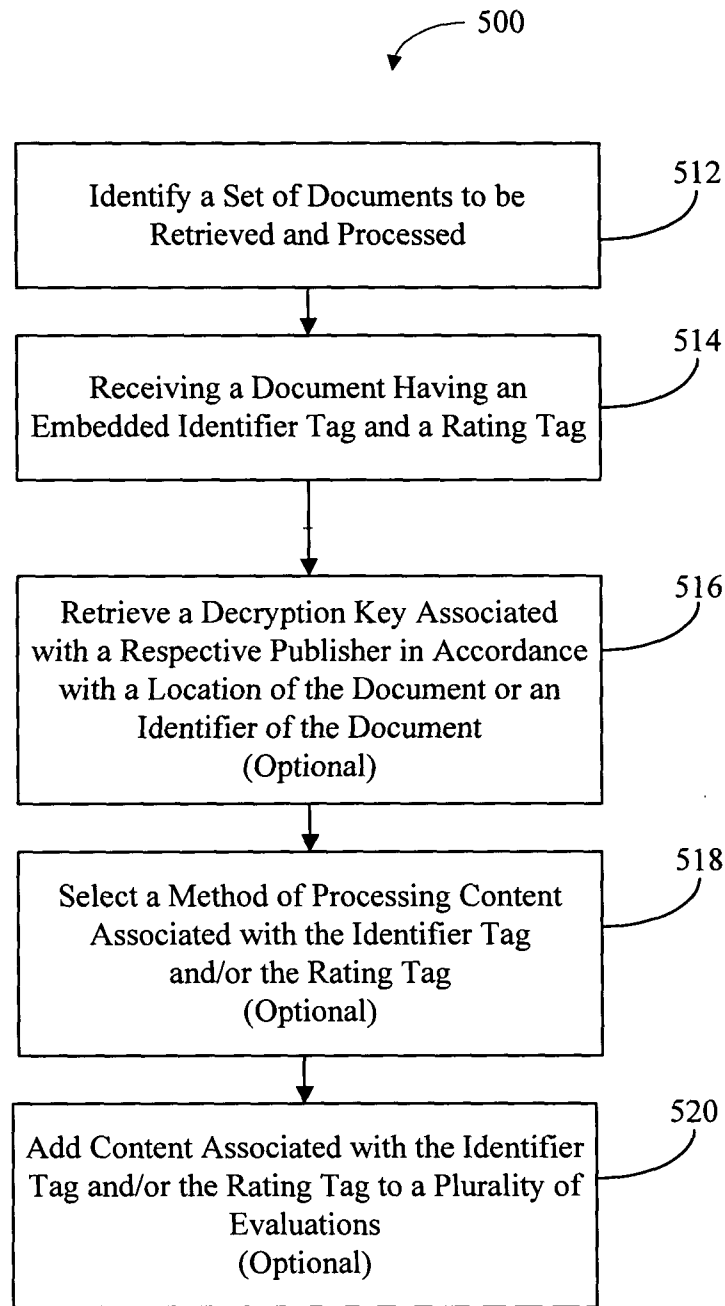 500
Identify a Set of Documents to be
Retrieved and Processed
512
Receiving a Document Having an
Embedded Identifier Tag and a Rating Tag
514
Retrieve a Decryption Key Associated
with a Respective Publisher in Accordance
with a Location of the Document or an
Identifier of the Document
(Optional)
516
Select a Method of Processing Content
Associated with the Identifier Tag
and/or the Rating Tag
(Optional)
518
Add Content Associated with the Identifier
Tag and/or the Rating Tag to a Plurality of
Evaluations
(Optional)
520